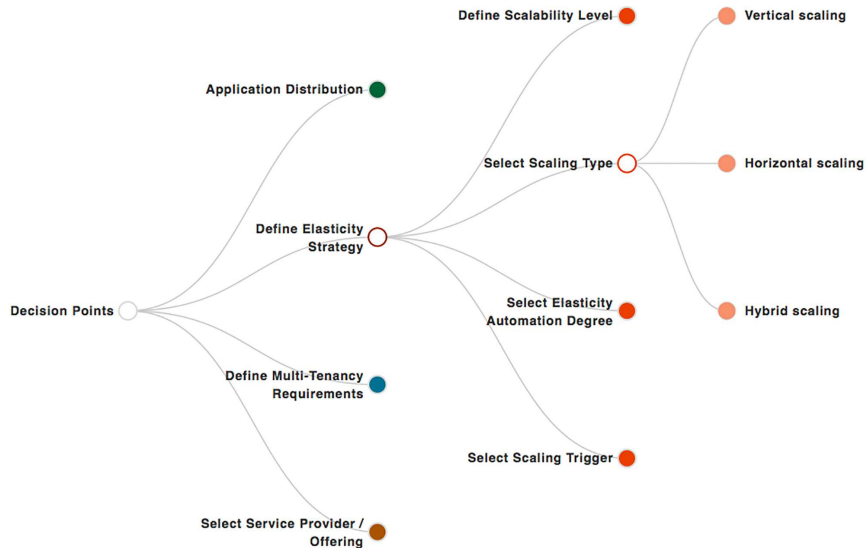 Define Scalability Level
Vertical scaling
Application Distribution
Select Scaling Type
Horizontal scaling
Define Elasticity
Strategy
Decision Points
Select Elasticity
Automation Degree
Hybrid scaling
Define Multi-Tenancy
Requirements
Select Scaling Trigger
Select Service Provider /
Offering